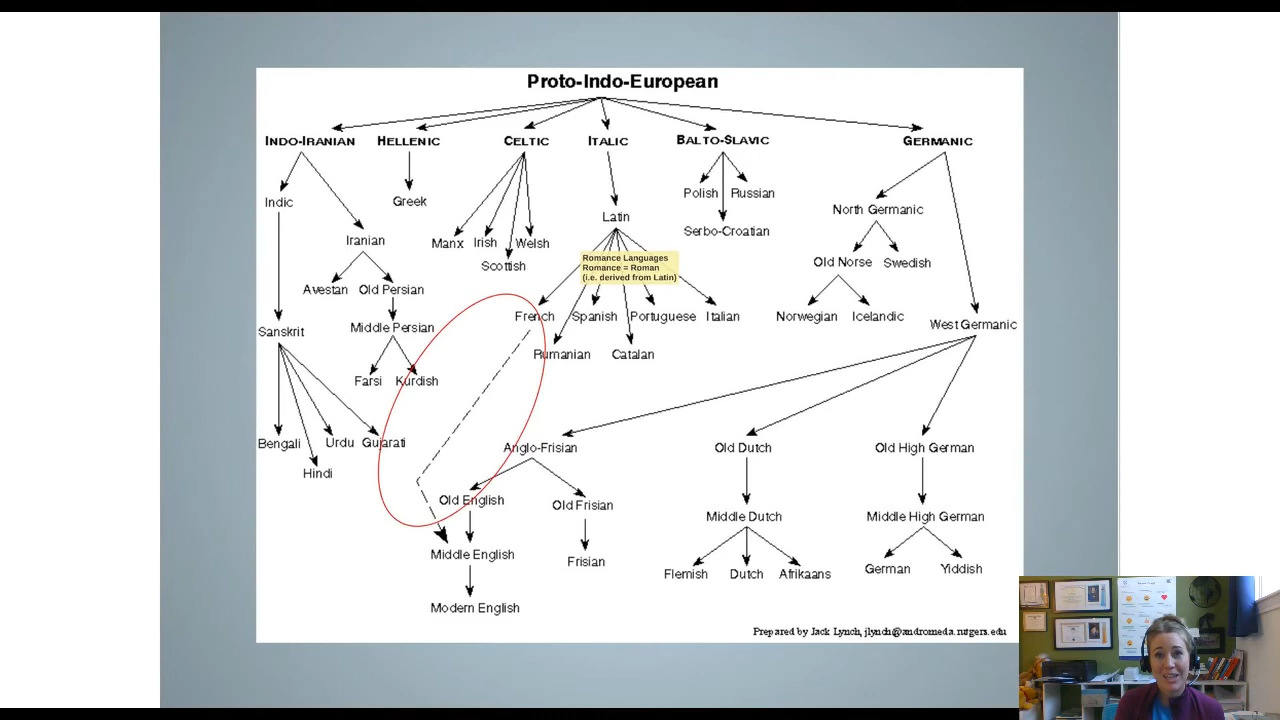 Proto-Indo-European
INDO-IRANIAN HELLENIC CELTIC ITALIC BALTO-SLAVIC GERMANIC
Indic Greek Polish Russian
Iranian Manx Irish Welsh Latin Serbo-Croatian North Germanic
Scottish Old Norse Swedish
Romance Languages
Romance = Roman
(i.e. derived from Latin)
Avestan Old Persian
French Spanish Portuguese Italian Norwegian Icelandic
Sanskrit Middle Persian West Germanic
Rumanian Catalan
Farsi Kurdish
Bengali Urdu Gujarati Anglo-Frisian Old Dutch Old High German
Hindi
Old English Old Frisian
Middle Dutch Middle High German
Middle English Frisian
Flemish Dutch Afrikaans German Yiddish
Modern English
Prepared by Jack Lynch, jlynch@andromeda.rutgers.edu